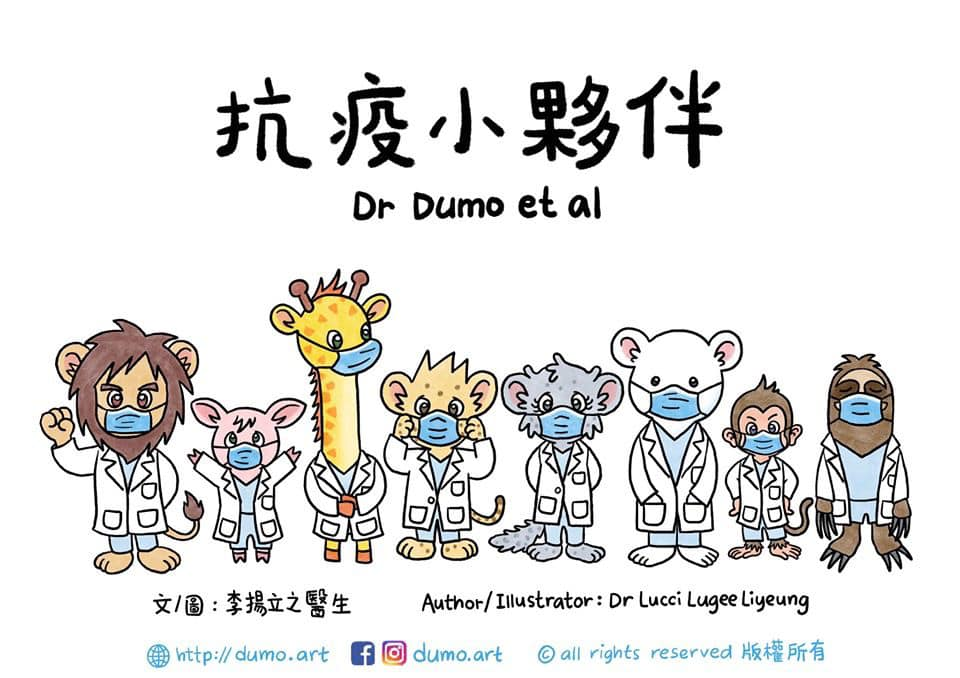 抗疫小夥伴
Dr Dumo et al
文/圖：李揚立之醫生
Author/Illustrator: Dr Lucci Lugee Liyeung
http://dumo.art
dumo.art
© all rights reserved 版權所有